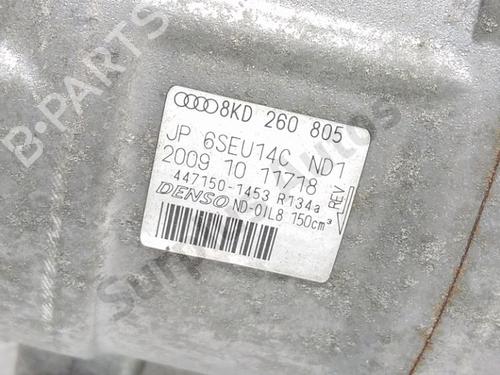 8KD 260 805
JP 6SEU14C ND1
2009 10 11718
447150-1453 R134a
DENSO ND-OIL8 150cm³
REV
B-PARTS